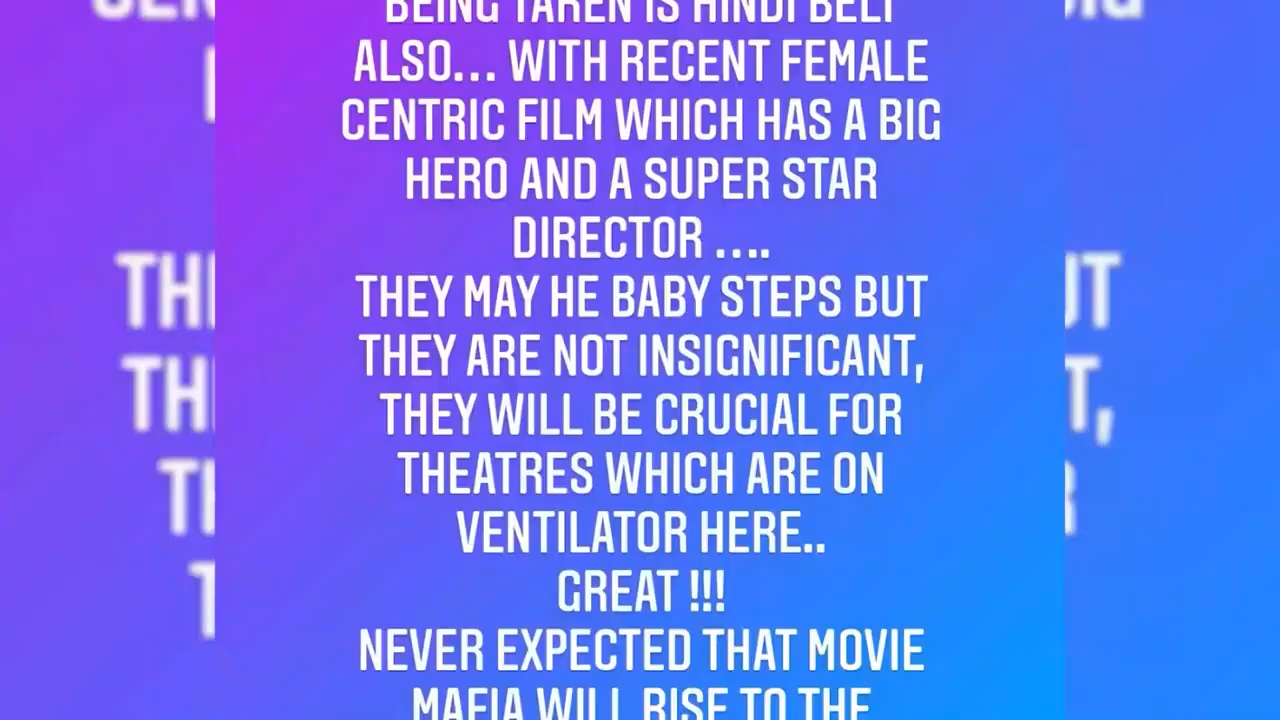 BEING TAKEN IS HINDI BELT
ALSO... WITH RECENT FEMALE
CENTRIC FILM WHICH HAS A BIG
HERO AND A SUPER STAR
DIRECTOR ....
THEY MAY HE BABY STEPS BUT
THEY ARE NOT INSIGNIFICANT,
THEY WILL BE CRUCIAL FOR
THEATRES WHICH ARE ON
VENTILATOR HERE..
GREAT !!!
NEVER EXPECTED THAT MOVIE
MAFIA WILL RISE TO THE